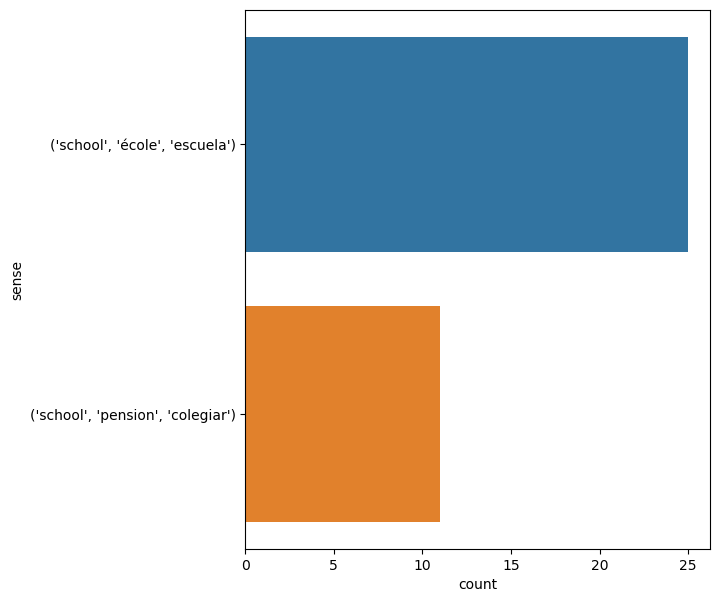 sense
('school', 'école', 'escuela')
('school', 'pension', 'colegiar')
0 5 10 15 20 25
count